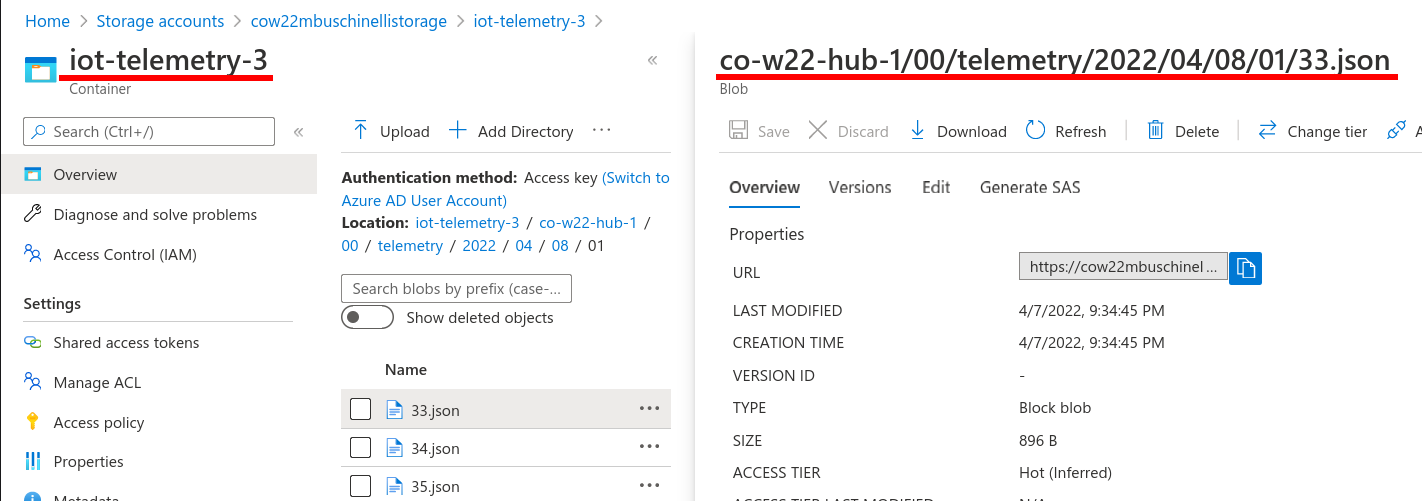 Home > Storage accounts > cow22mbuschinellistorage > iot-telemetry-3 >
iot-telemetry-3
Container
Search (Ctrl+/)
Overview
Diagnose and solve problems
Access Control (IAM)
Settings
Shared access tokens
Manage ACL
Access policy
Properties
Metadata
Upload
Add Directory
Authentication method: Access key (Switch to
Azure AD User Account)
Location: iot-telemetry-3 / co-w22-hub-1 /
00 / telemetry / 2022 / 04 / 08 / 01
Search blobs by prefix (case-...
Show deleted objects
Name
33.json
34.json
35.json
co-w22-hub-1/00/telemetry/2022/04/08/01/33.json
Blob
Save
Discard
Download
Refresh
Delete
Change tier
Overview
Versions
Edit
Generate SAS
Properties
URL https://cow22mbuschinel ...
LAST MODIFIED 4/7/2022, 9:34:45 PM
CREATION TIME 4/7/2022, 9:34:45 PM
VERSION ID -
TYPE Block blob
SIZE 896 B
ACCESS TIER Hot (Inferred)
ACCESS TIER LAST MODIFIED N/A